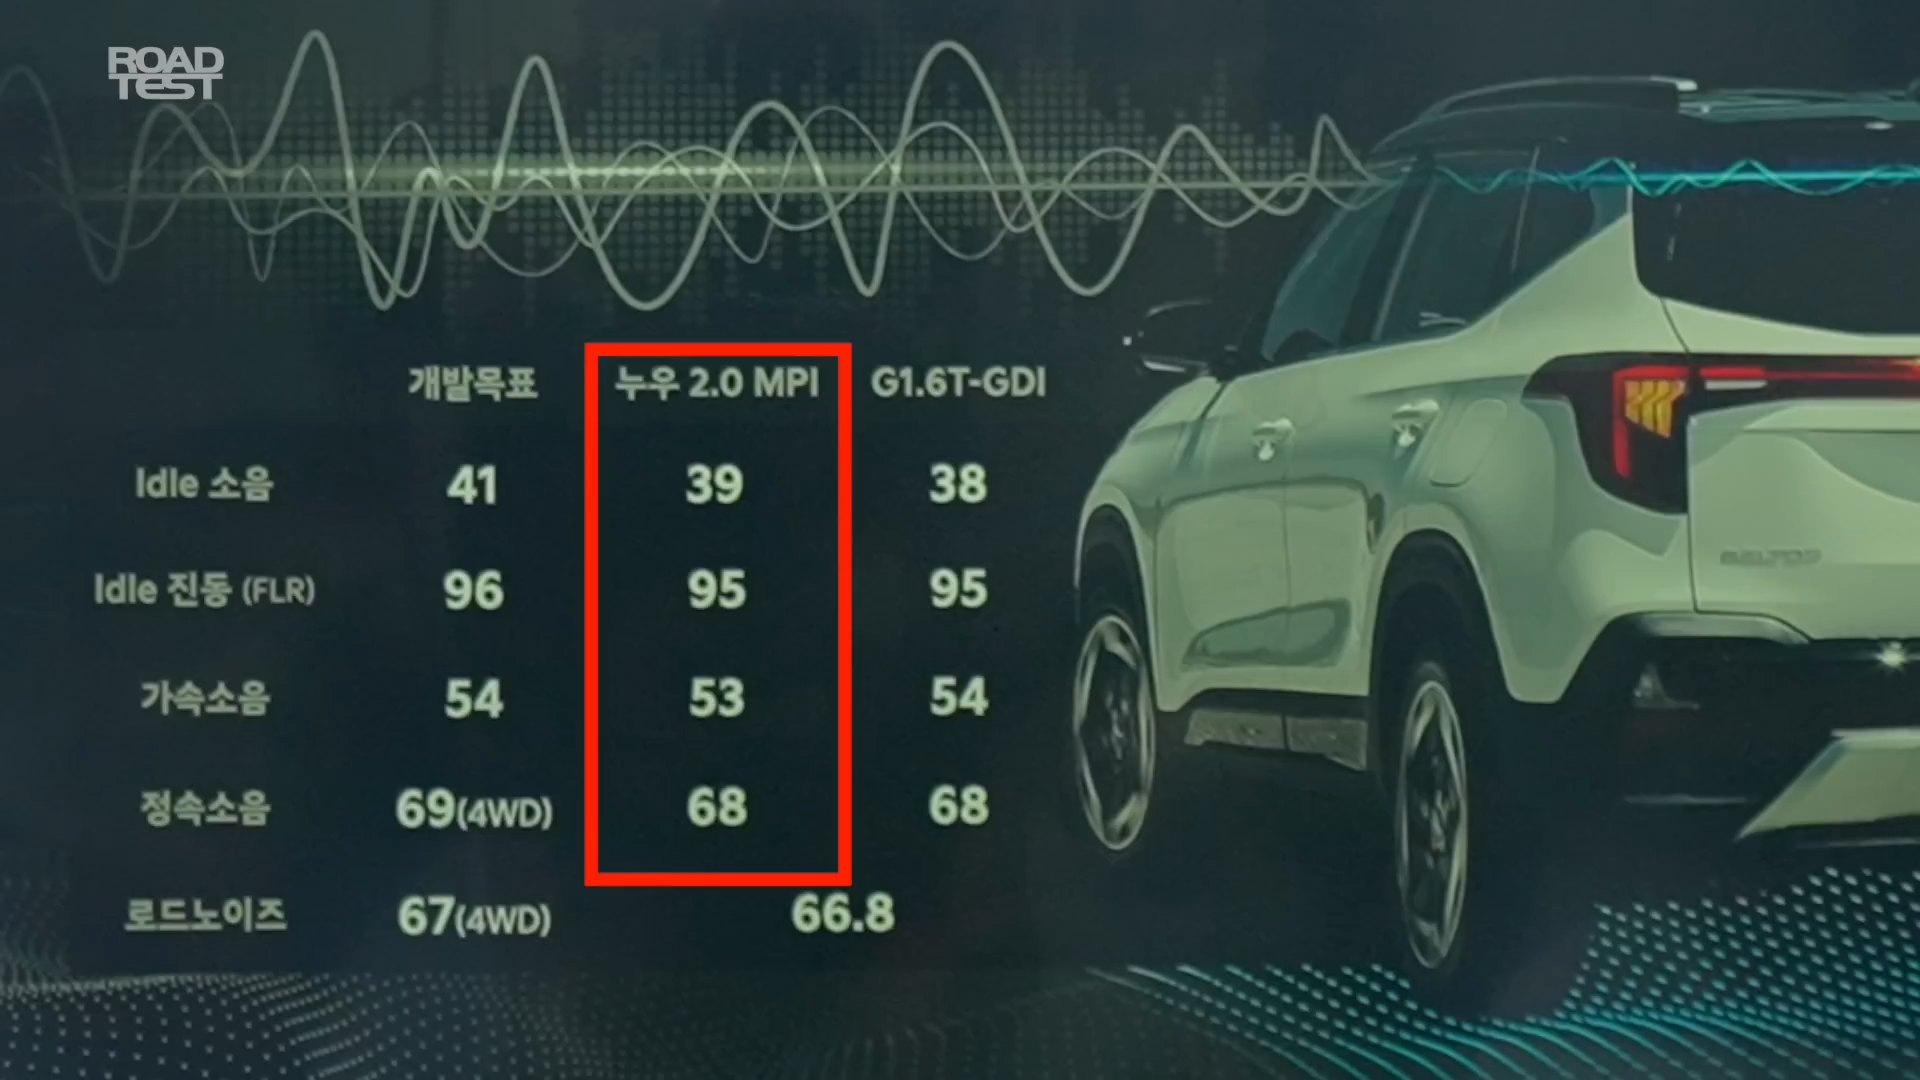 ROAD
TEST
개발목표 누우 2.0 MPI G1.6T-GDI
Idle 소음 41 39 38
Idle 진동 (FLR) 96 95 95
가속소음 54 53 54
정속소음 69(4WD) 68 68
로드노이즈 67(4WD) 66.8
SELTOS